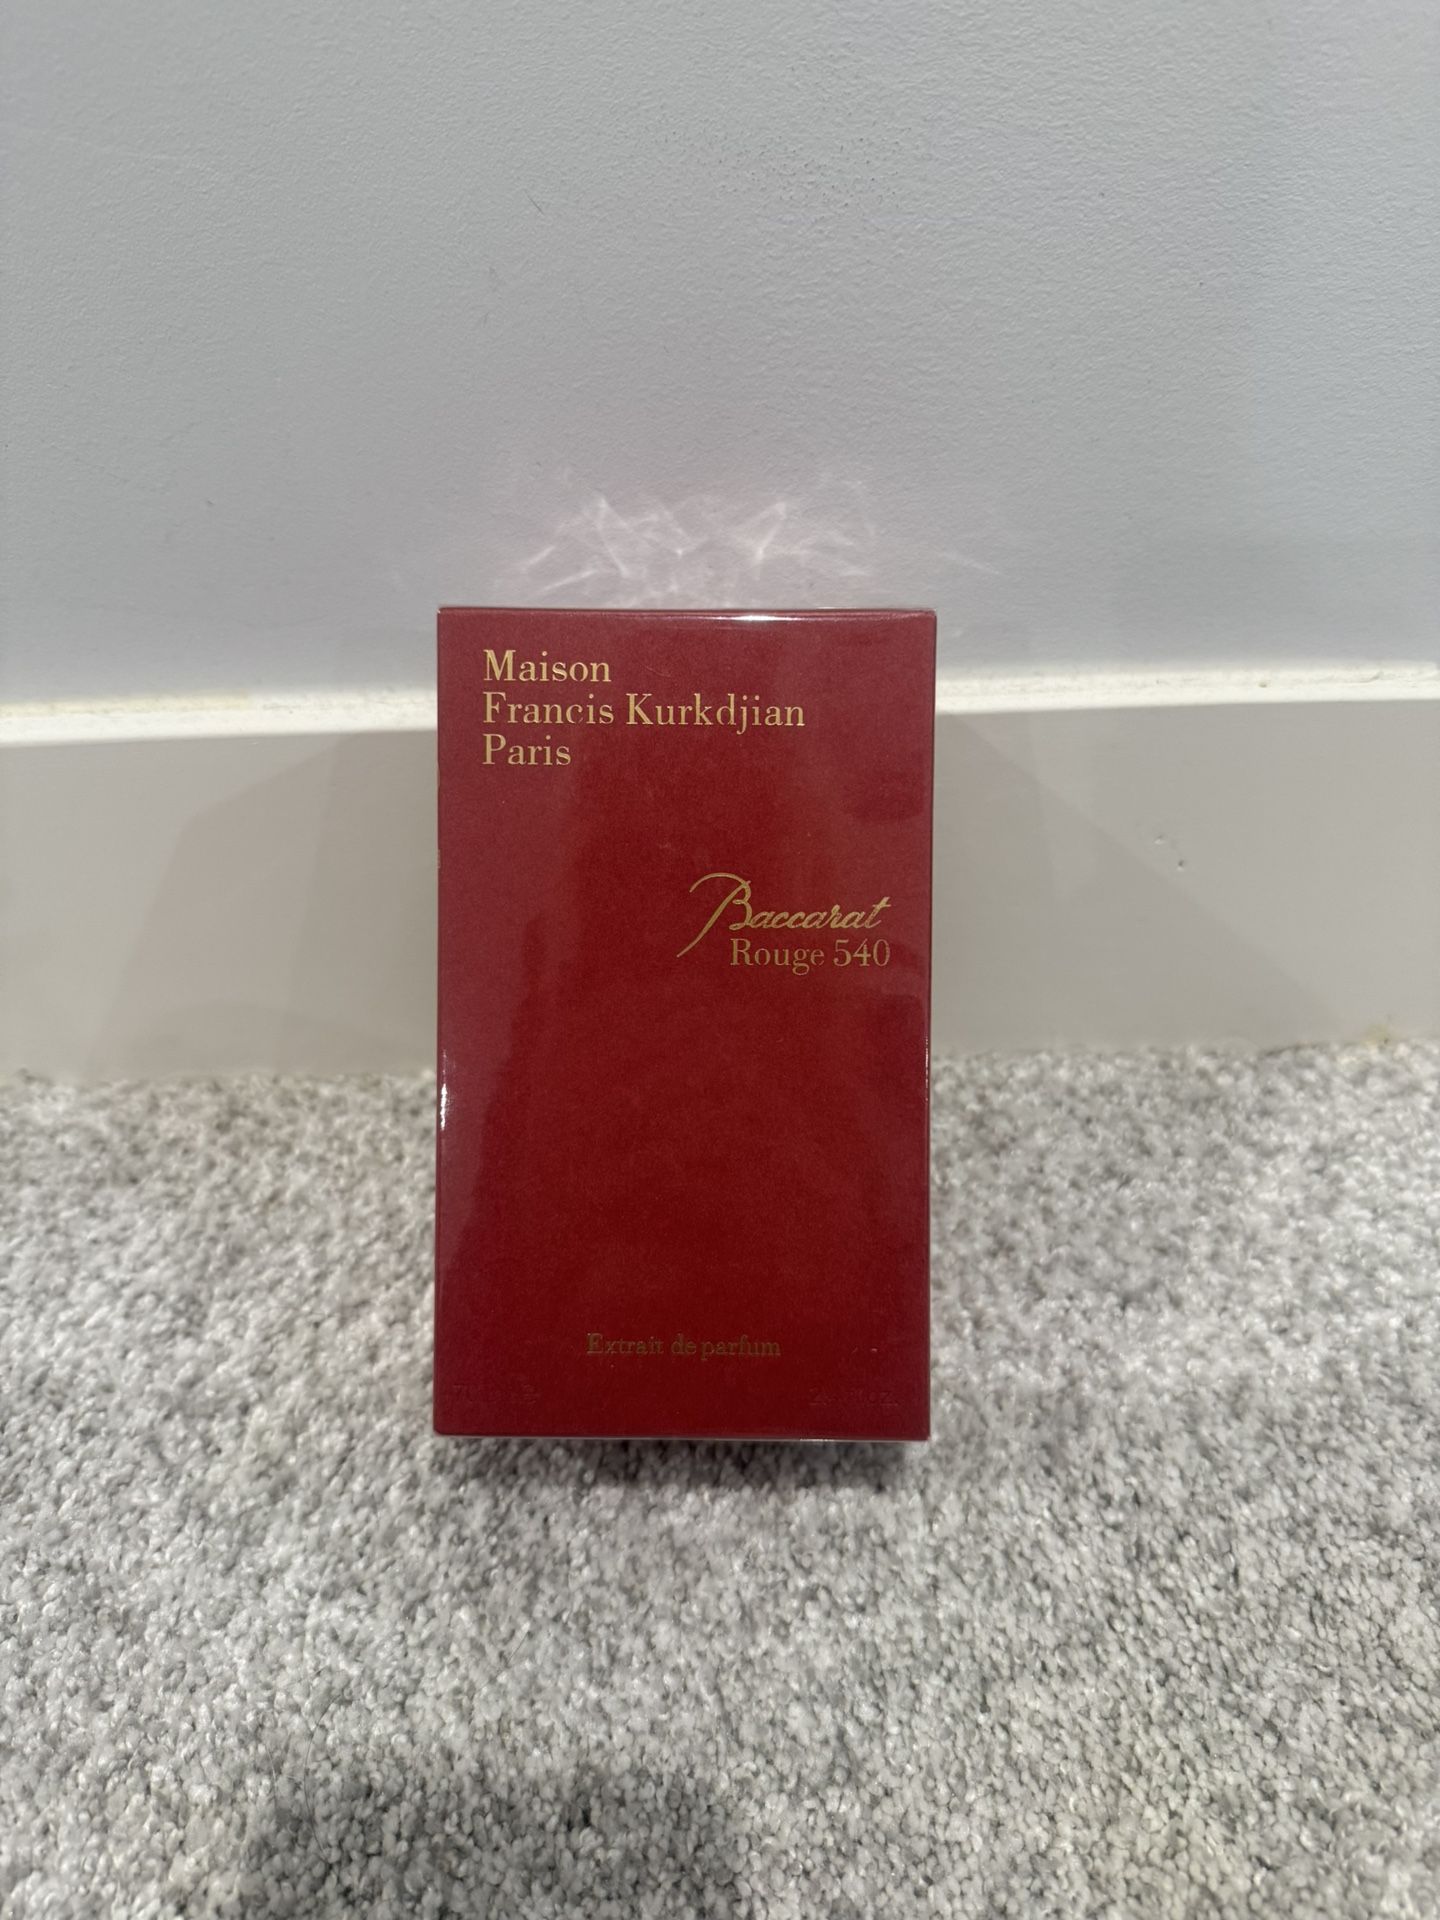 Maison
Francis Kurkdjian
Paris
Baccarat
Rouge 540
Extrait de parfum